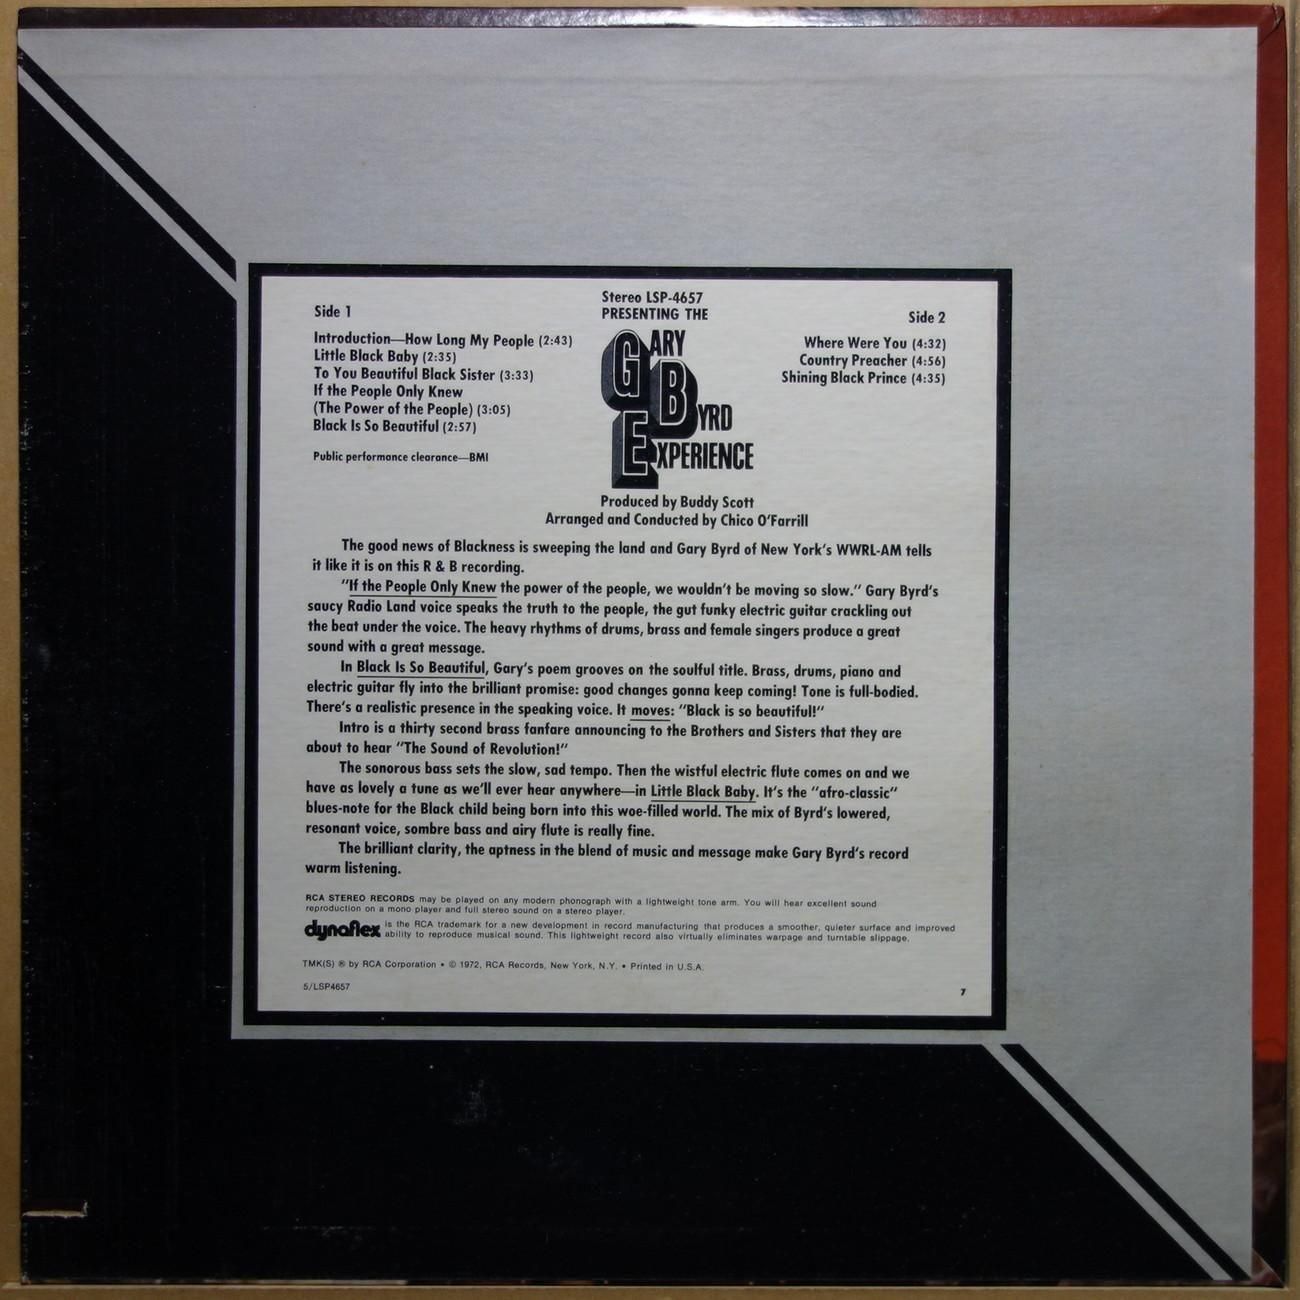 Stereo LSP-4657
PRESENTING THE
GARY
BYRD
EXPERIENCE
Side 1
Introduction—How Long My People (2:43)
Little Black Baby (2:35)
To You Beautiful Black Sister (3:33)
If the People Only Knew
(The Power of the People) (3:05)
Black Is So Beautiful (2:57)
Public performance clearance—BMI
Side 2
Where Were You (4:32)
Country Preacher (4:56)
Shining Black Prince (4:35)
Produced by Buddy Scott
Arranged and Conducted by Chico O'Farrill
The good news of Blackness is sweeping the land and Gary Byrd of New York's WWRL-AM tells
it like it is on this R & B recording.
"If the People Only Knew the power of the people, we wouldn't be moving so slow." Gary Byrd's
saucy Radio Land voice speaks the truth to the people, the gut funky electric guitar crackling out
the beat under the voice. The heavy rhythms of drums, brass and female singers produce a great
sound with a great message.
In Black Is So Beautiful, Gary's poem grooves on the soulful title. Brass, drums, piano and
electric guitar fly into the brilliant promise: good changes gonna keep coming! Tone is full-bodied.
There's a realistic presence in the speaking voice. It moves: "Black is so beautiful!"
Intro is a thirty second brass fanfare announcing to the Brothers and Sisters that they are
about to hear "The Sound of Revolution!"
The sonorous bass sets the slow, sad tempo. Then the wistful electric flute comes on and we
have as lovely a tune as we'll ever hear anywhere—in Little Black Baby. It's the "afro-classic"
blues-note for the Black child being born into this woe-filled world. The mix of Byrd's lowered,
resonant voice, sombre bass and airy flute is really fine.
The brilliant clarity, the aptness in the blend of music and message make Gary Byrd's record
warm listening.
RCA STEREO RECORDS may be played on any modern phonograph with a lightweight tone arm. You will hear excellent sound
reproduction on a mono player and full stereo sound on a stereo player.
dynaflex is the RCA trademark for a new development in record manufacturing that produces a smoother, quieter surface and improved
ability to reproduce musical sound. This lightweight record also virtually eliminates warpage and turntable slippage.
TMK(S) ® by RCA Corporation • © 1972, RCA Records, New York, N.Y. • Printed in U.S.A.
5/LSP4657
7